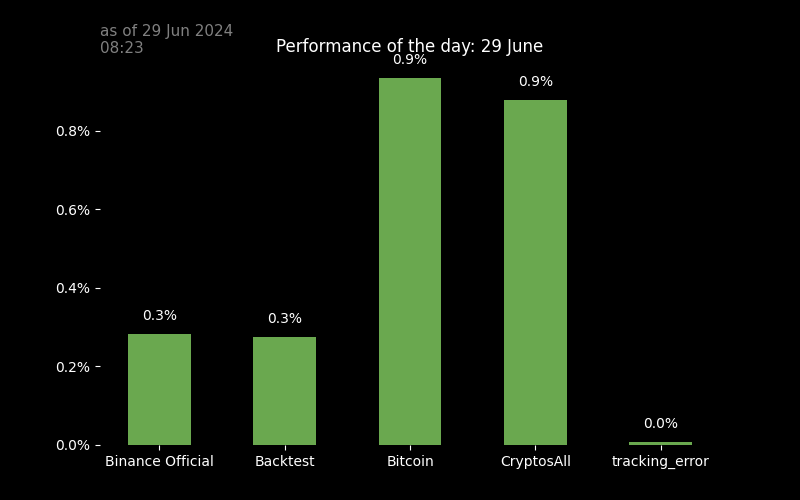 as of 29 Jun 2024
08:23
Performance of the day: 29 June
0.9%
0.9%
0.8%
0.6%
0.4%
0.3%
0.3%
0.2%
0.0%
0.0%
Binance Official
Backtest
Bitcoin
CryptosAll
tracking_error